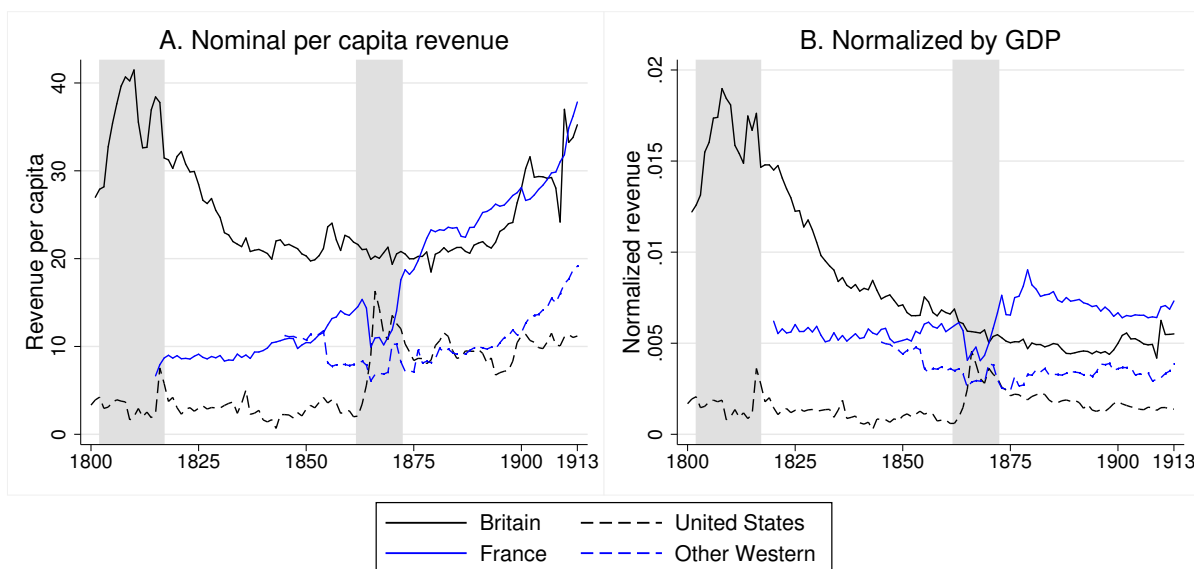 A. Nominal per capita revenue
Revenue per capita
40
30
20
10
0
1800 1825 1850 1875 1900 1913
B. Normalized by GDP
Normalized revenue
.02
.015
.01
.005
0
1800 1825 1850 1875 1900 1913
Britain United States
France Other Western